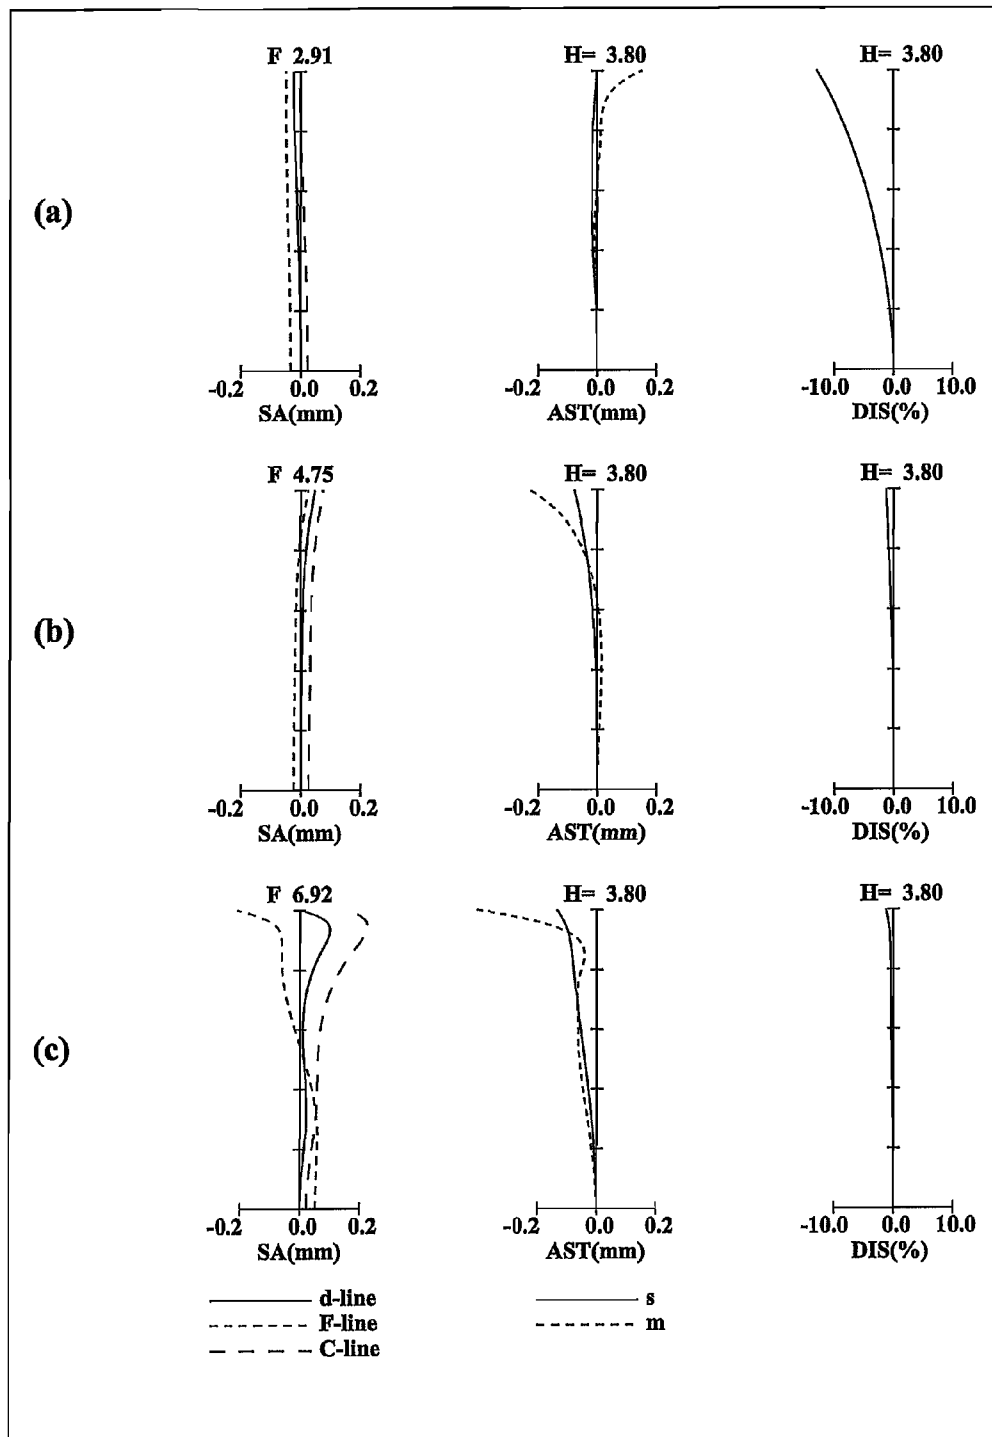 F 2.91 H= 3.80 H= 3.80
(a)
-0.2 0.0 0.2 -0.2 0.0 0.2 -10.0 0.0 10.0
SA(mm) AST(mm) DIS(%)
F 4.75 H= 3.80 H= 3.80
(b)
-0.2 0.0 0.2 -0.2 0.0 0.2 -10.0 0.0 10.0
SA(mm) AST(mm) DIS(%)
F 6.92 H= 3.80 H= 3.80
(c)
-0.2 0.0 0.2 -0.2 0.0 0.2 -10.0 0.0 10.0
SA(mm) AST(mm) DIS(%)
d-line s
F-line m
C-line